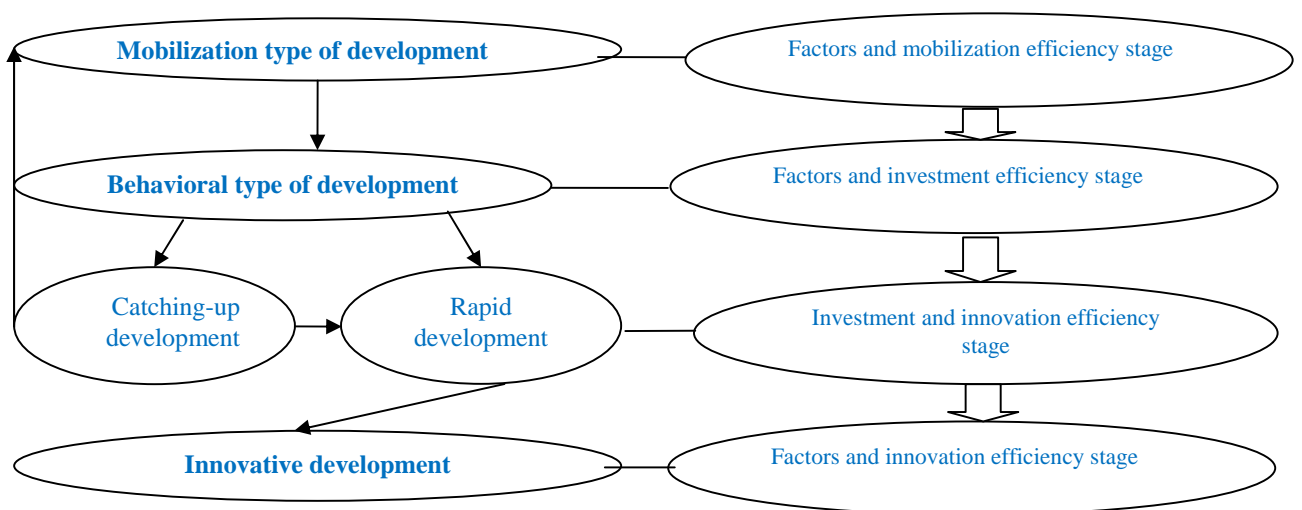 Mobilization type of development
Factors and mobilization efficiency stage
Behavioral type of development
Factors and investment efficiency stage
Catching-up
development
Rapid
development
Investment and innovation efficiency
stage
Innovative development
Factors and innovation efficiency stage